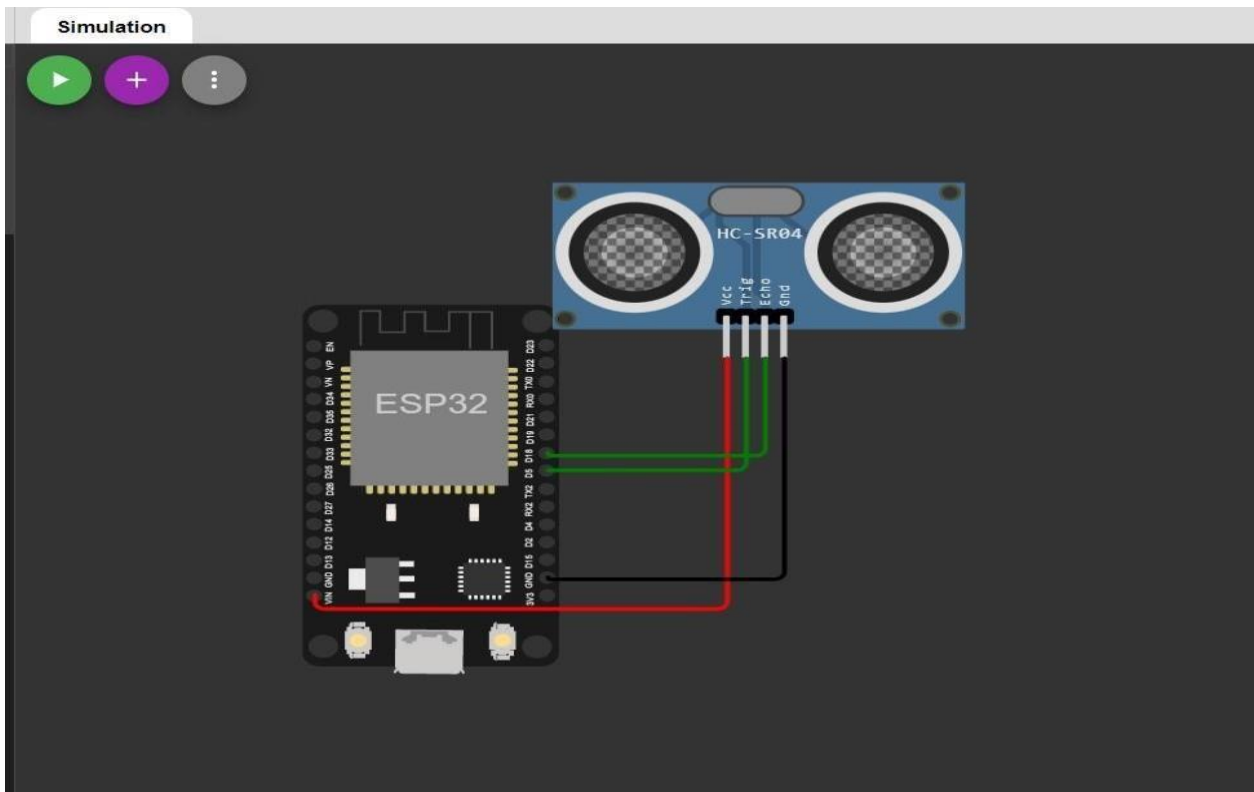 Simulation
HC-SR04
Vcc
Trig
Echo
Gnd
ESP32
EN
VP
VN
D34
D35
D32
D33
D25
D26
D27
D14
D12
D13
GND
VIN
D23
D22
TX0
RX0
D21
D19
D18
D5
TX2
RX2
D4
D2
D15
GND
3V3